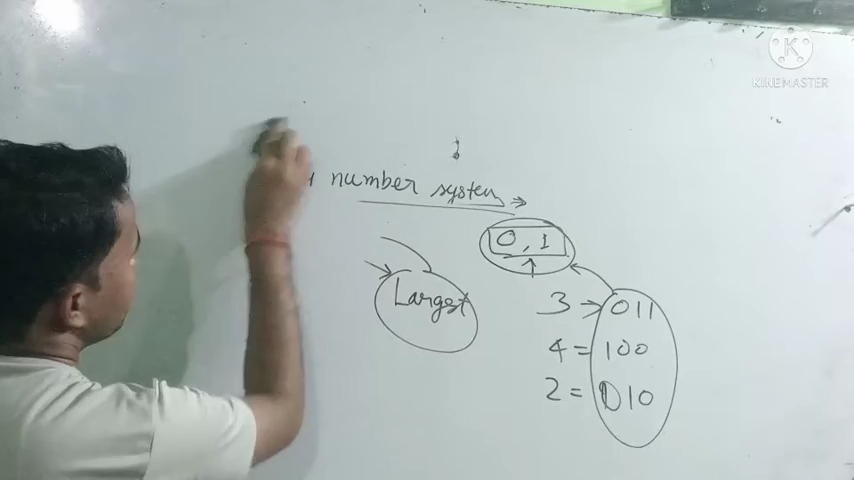 KINEMASTER
number system →
0, 1
Largest
3 → 011
4 = 100
2 = 010